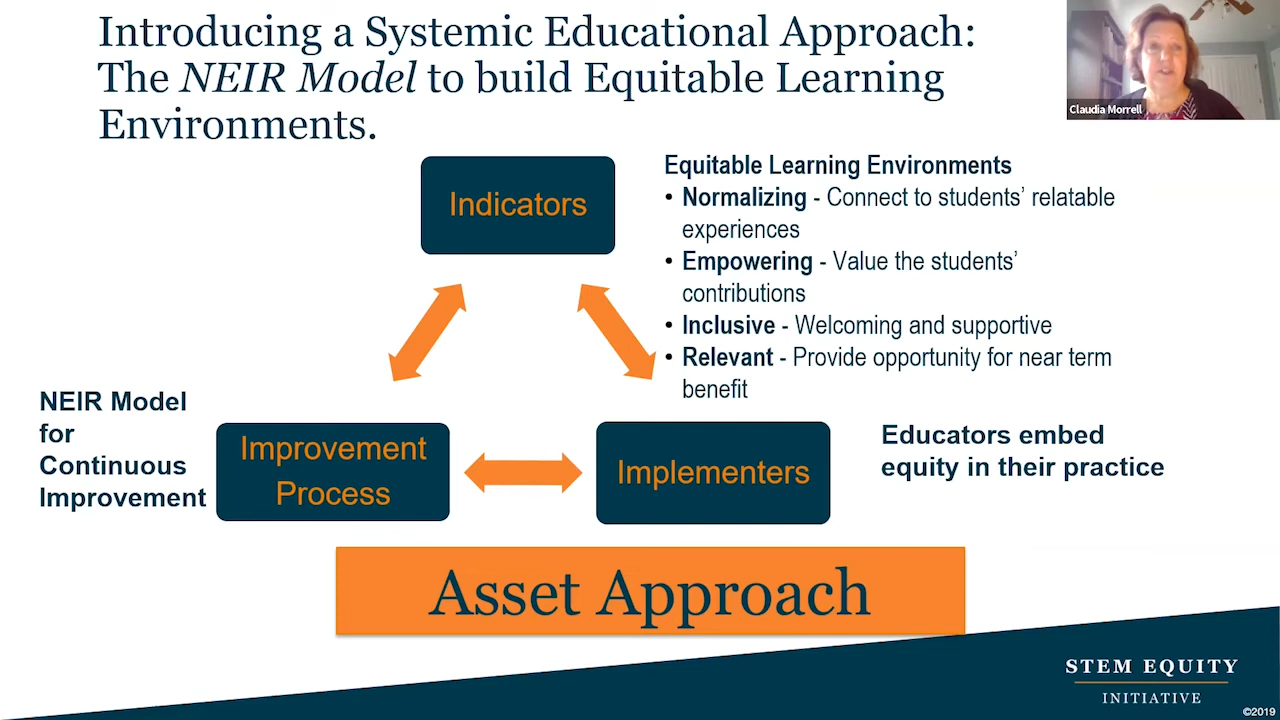 Introducing a Systemic Educational Approach:
The NEIR Model to build Equitable Learning
Environments.
Claudia Morrell
Indicators
Equitable Learning Environments
• Normalizing - Connect to students’ relatable
experiences
• Empowering - Value the students’
contributions
• Inclusive - Welcoming and supportive
• Relevant - Provide opportunity for near term
benefit
NEIR Model
for
Continuous
Improvement
Improvement
Process
Implementers
Educators embed
equity in their practice
Asset Approach
STEM EQUITY
INITIATIVE
©2019